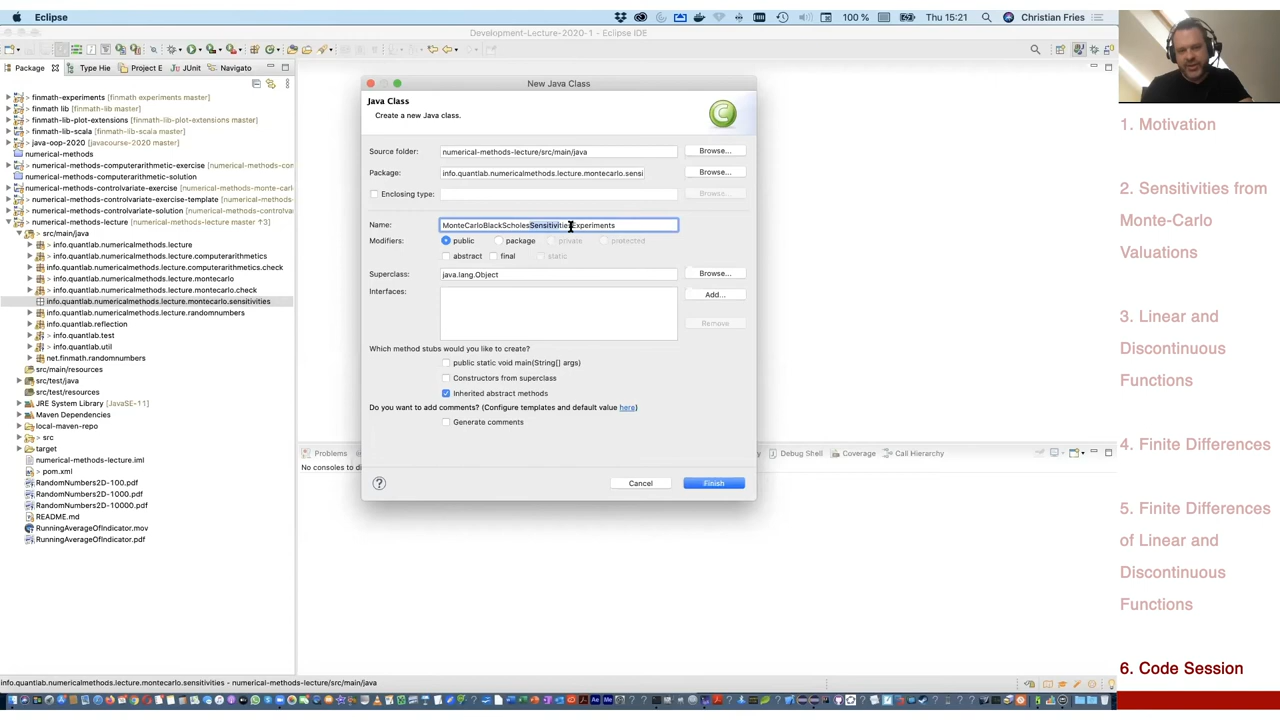 Eclipse
100 %
Thu 15:21
Christian Fries
Development-Lecture-2020-1 - Eclipse IDE
Package
Type Hie
Project E
JUnit
Navigato
> finmath-experiments [finmath experiments master]
> finmath lib [finmath-lib master]
> finmath-lib-plot-extensions [finmath-lib-plot-extensions master]
> finmath-lib-scala [finmath-lib-scala master]
> java-oop-2020 [javacourse-2020 master]
numerical-methods
numerical-methods-computerarithmetic-exercise [numerical-methods-com
numerical-methods-computerarithmetic-solution
numerical-methods-controlvariate-exercise [numerical-methods-monte-car
numerical-methods-controlvariate-exercise-template [numerical-methods-
numerical-methods-controlvariate-solution [numerical-methods-controlva
numerical-methods-lecture [numerical-methods-lecture master ↑3]
src/main/java
info.quantlab.numericalmethods.lecture
info.quantlab.numericalmethods.lecture.computerarithmetics
info.quantlab.numericalmethods.lecture.computerarithmetics.check
info.quantlab.numericalmethods.lecture.montecarlo
info.quantlab.numericalmethods.lecture.montecarlo.check
info.quantlab.numericalmethods.lecture.montecarlo.sensitivities
info.quantlab.numericalmethods.lecture.randomnumbers
info.quantlab.reflection
info.quantlab.test
info.quantlab.util
net.finmath.randomnumbers
src/main/resources
src/test/java
src/test/resources
JRE System Library [JavaSE-11]
Maven Dependencies
local-maven-repo
src
target
numerical-methods-lecture.iml
pom.xml
RandomNumbers2D-100.pdf
RandomNumbers2D-1000.pdf
RandomNumbers2D-10000.pdf
README.md
RunningAverageOfIndicator.mov
RunningAverageOfIndicator.pdf
New Java Class
Java Class
Create a new Java class.
Source folder:
numerical-methods-lecture/src/main/java
Browse...
Package:
info.quantlab.numericalmethods.lecture.montecarlo.sensi
Browse...
Enclosing type:
Browse...
Name:
MonteCarloBlackScholesSensitivitiesExperiments
Modifiers:
public
package
private
protected
abstract
final
static
Superclass:
java.lang.Object
Browse...
Interfaces:
Add...
Remove
Which method stubs would you like to create?
public static void main(String[] args)
Constructors from superclass
Inherited abstract methods
Do you want to add comments? (Configure templates and default value here)
Generate comments
?
Cancel
Finish
Problems
Debug Shell
Coverage
Call Hierarchy
No consoles to di
info.quantlab.numericalmethods.lecture.montecarlo.sensitivities - numerical-methods-lecture/src/main/java
1. Motivation
2. Sensitivities from
Monte-Carlo
Valuations
3. Linear and
Discontinuous
Functions
4. Finite Differences
5. Finite Differences
of Linear and
Discontinuous
Functions
6. Code Session